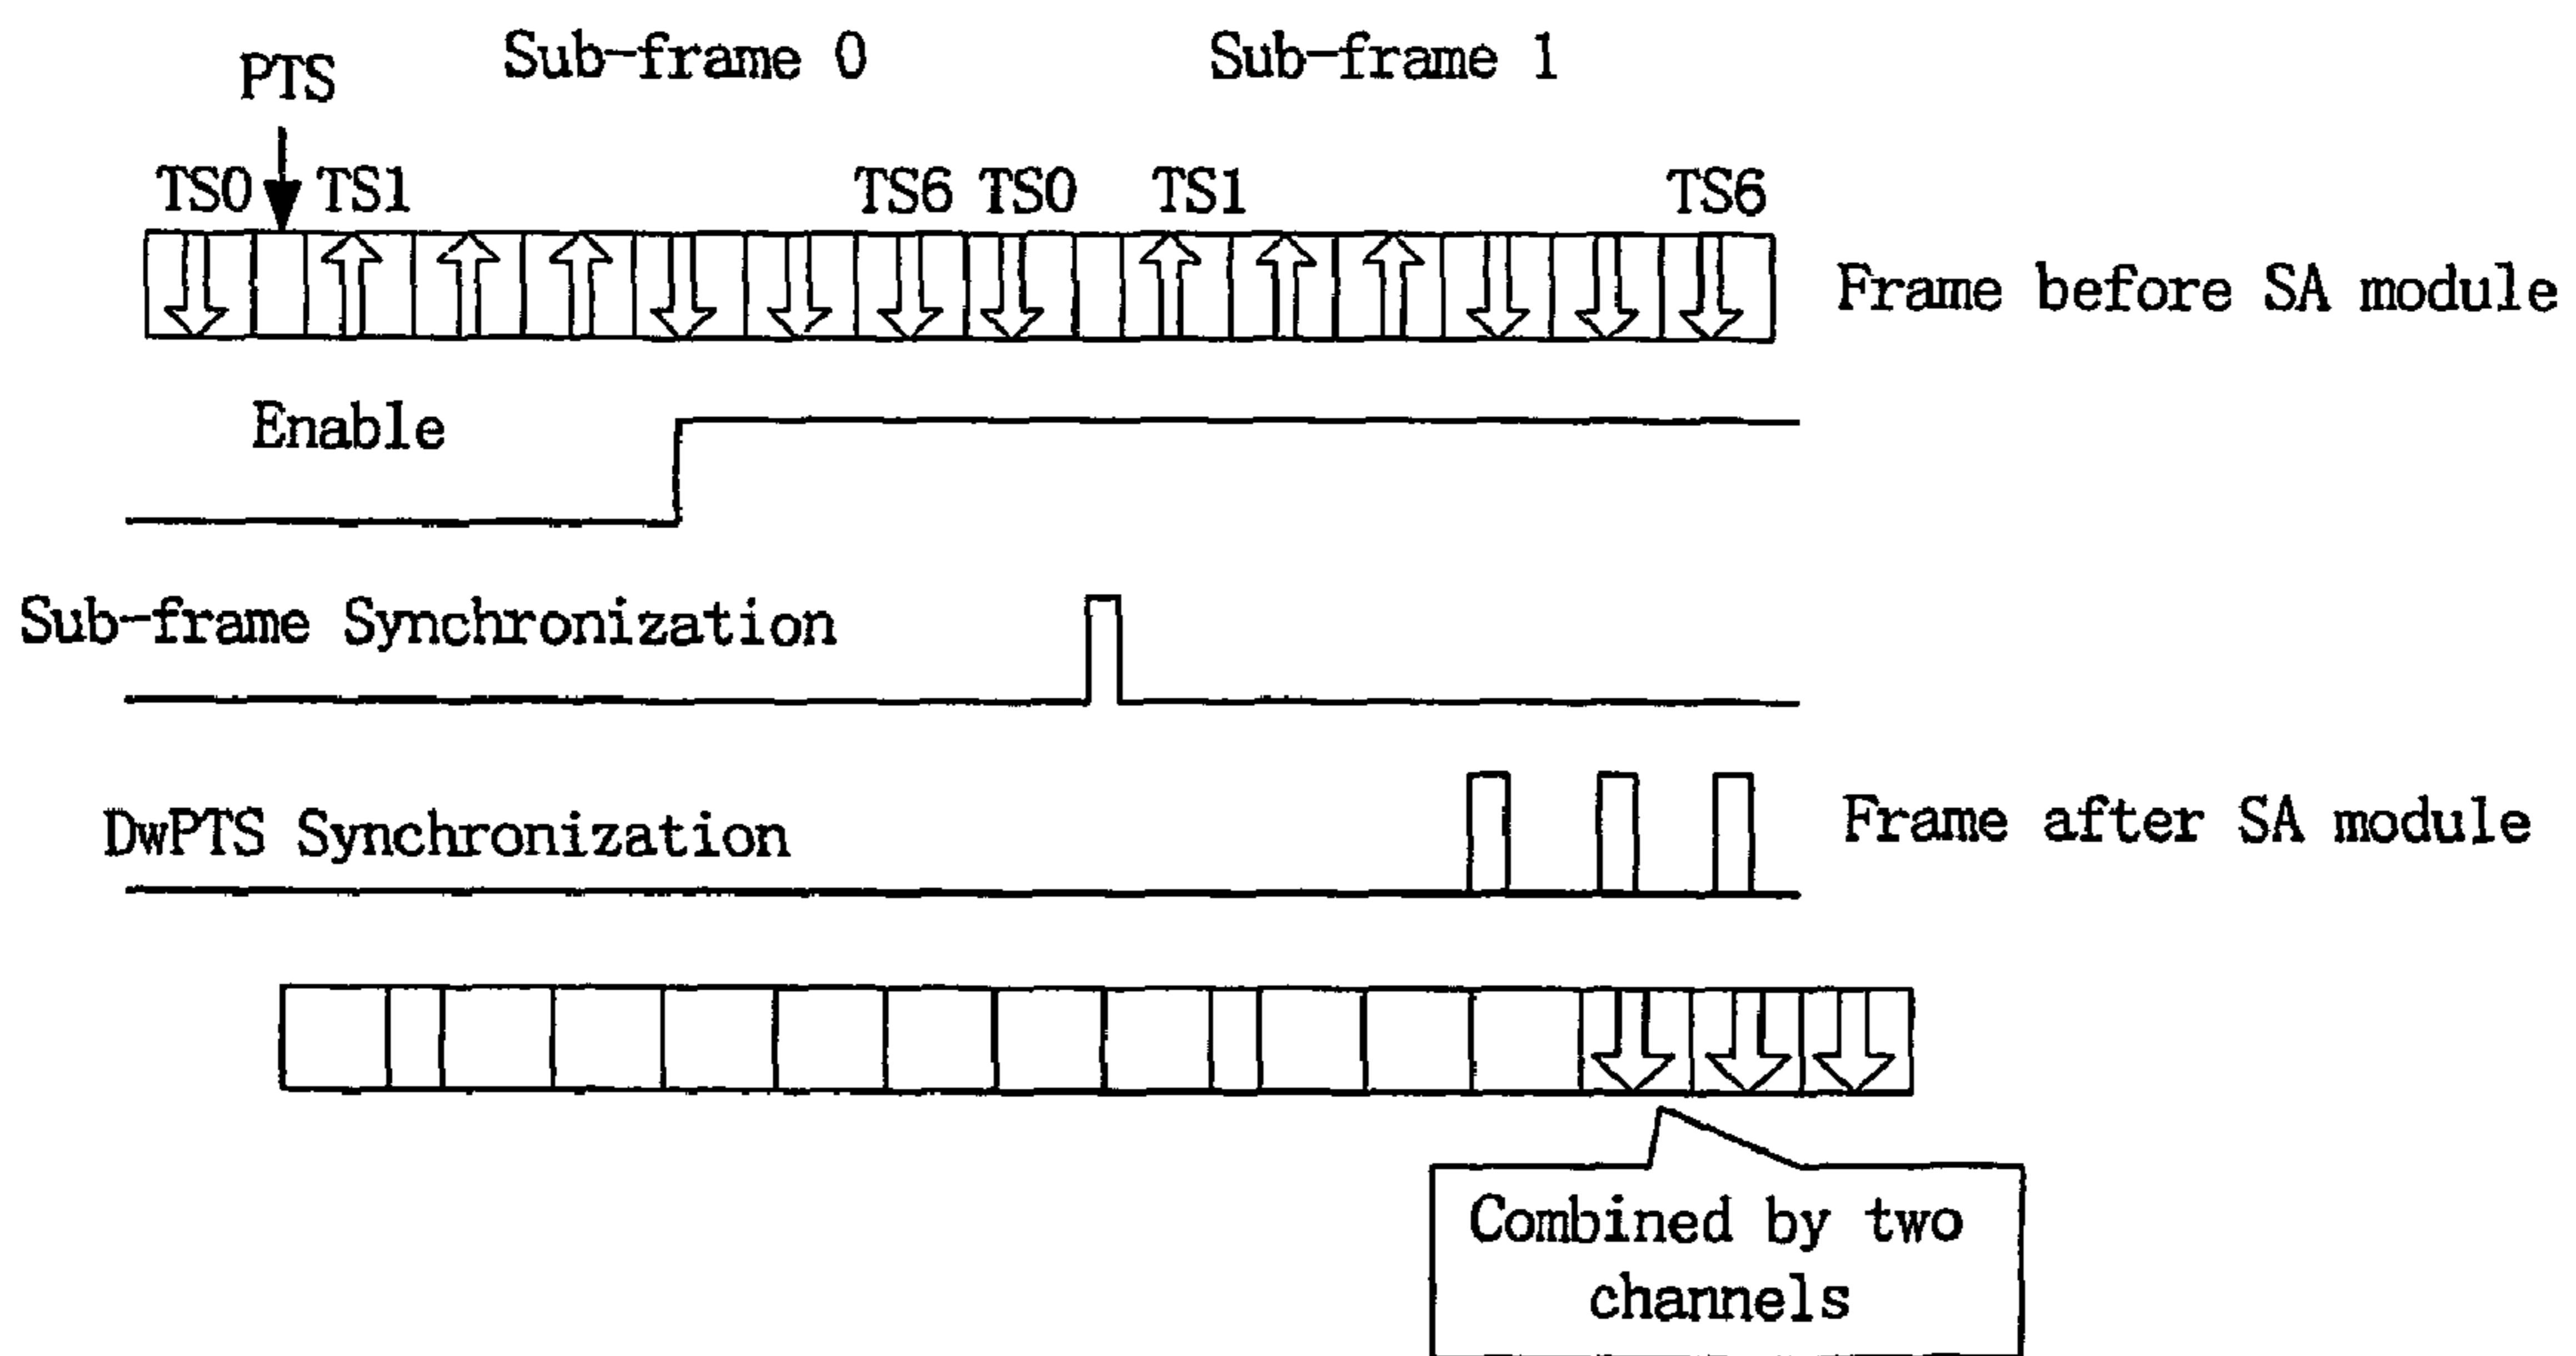 Sub-frame 0 Sub-frame 1
PTS
TS0 TS1 TS6 TS0 TS1 TS6
Frame before SA module
Enable
Sub-frame Synchronization
DwPTS Synchronization
Frame after SA module
Combined by two
channels